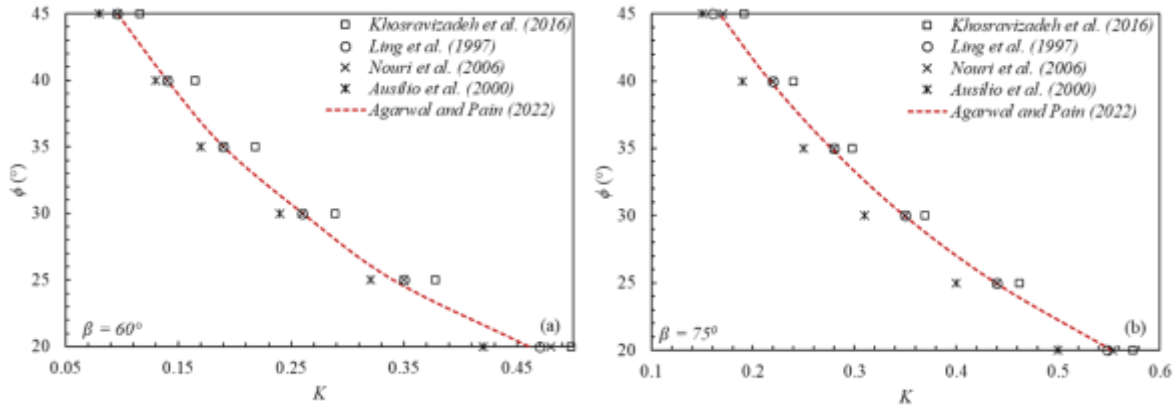 45
40
35
30
25
20
ϕ (°)
0.05
0.15
0.25
0.35
0.45
K
□ Khosravizadeh et al. (2016)
○ Ling et al. (1997)
× Nouri et al. (2006)
Ausilio et al. (2000)
Agarwal and Pain (2022)
β = 60°
(a)
45
40
35
30
25
20
ϕ (°)
0.1
0.2
0.3
0.4
0.5
0.6
K
□ Khosravizadeh et al. (2016)
○ Ling et al. (1997)
× Nouri et al. (2006)
Ausilio et al. (2000)
Agarwal and Pain (2022)
β = 75⁰
(b)